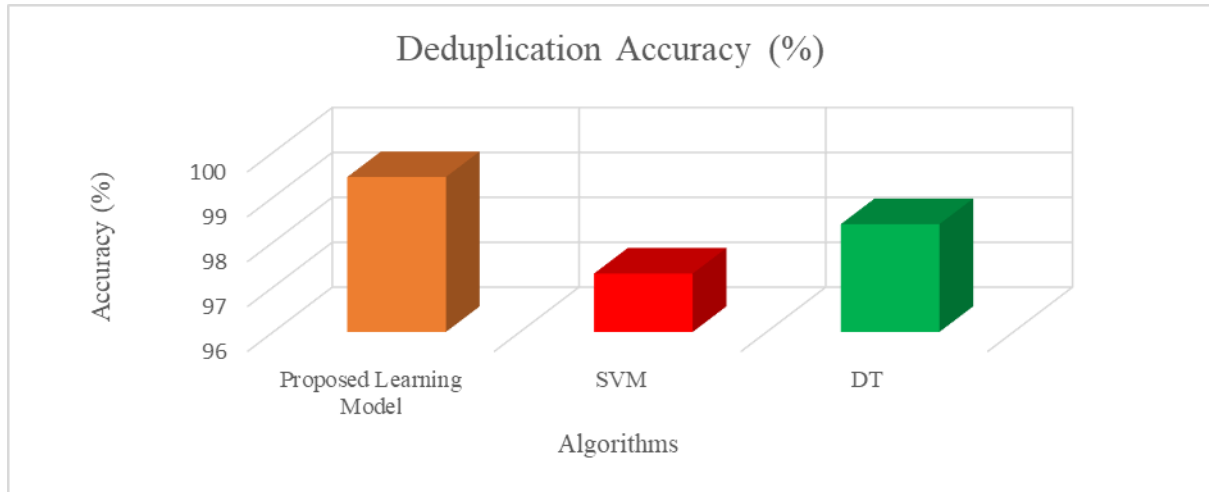 Deduplication Accuracy (%)
Accuracy (%)
100
99
98
97
96
Proposed Learning
Model
SVM
DT
Algorithms